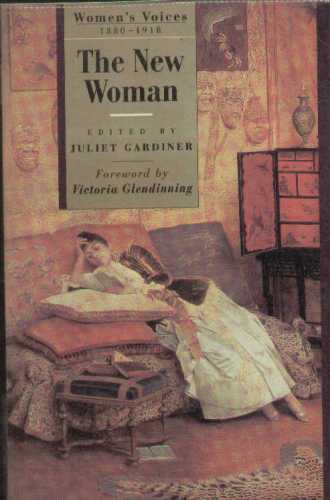 Women's Voices
1880–1918
The New
Woman
EDITED BY
JULIET GARDINER
Foreword by
Victoria Glendinning